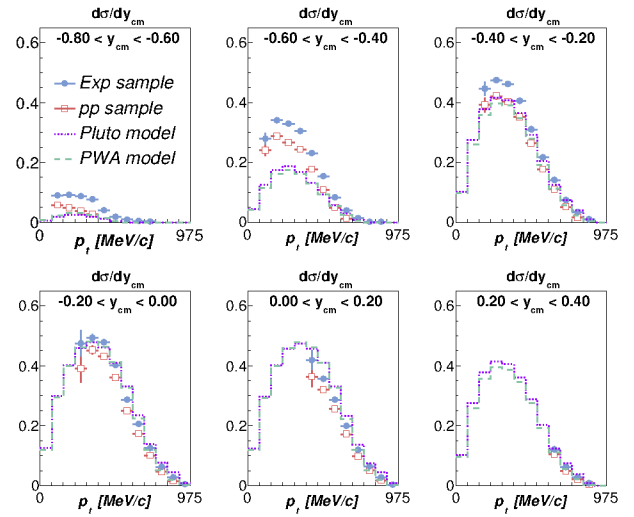 dσ/dy_cm dσ/dy_cm dσ/dy_cm
-0.80 < y_cm < -0.60 -0.60 < y_cm < -0.40 -0.40 < y_cm < -0.20
0.6 0.6 0.6
Exp sample
pp sample
Pluto model
PWA model
0.4 0.4 0.4
0.2 0.2 0.2
0 0 0
0 975 0 975 0 975
p_t [MeV/c] p_t [MeV/c] p_t [MeV/c]
dσ/dy_cm dσ/dy_cm dσ/dy_cm
-0.20 < y_cm < 0.00 0.00 < y_cm < 0.20 0.20 < y_cm < 0.40
0.6 0.6 0.6
0.4 0.4 0.4
0.2 0.2 0.2
0 0 0
0 975 0 975 0 975
p_t [MeV/c] p_t [MeV/c] p_t [MeV/c]